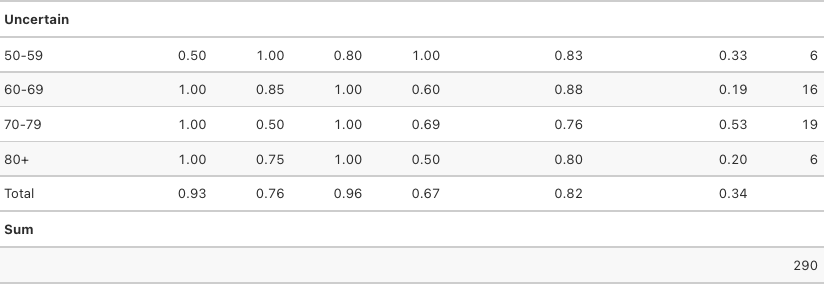 Uncertain
50-59 0.50 1.00 0.80 1.00 0.83 0.33 6
60-69 1.00 0.85 1.00 0.60 0.88 0.19 16
70-79 1.00 0.50 1.00 0.69 0.76 0.53 19
80+ 1.00 0.75 1.00 0.50 0.80 0.20 6
Total 0.93 0.76 0.96 0.67 0.82 0.34
Sum
290